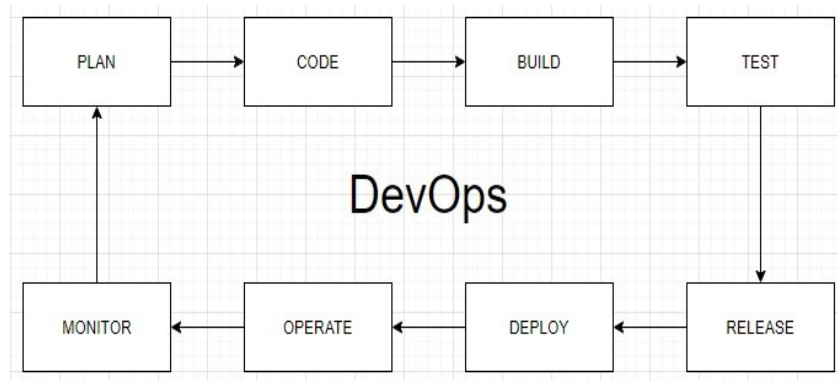 PLAN
CODE
BUILD
TEST
DevOps
MONITOR
OPERATE
DEPLOY
RELEASE